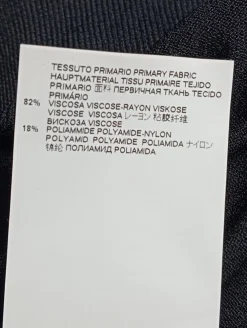 TESSUTO PRIMARIO PRIMARY FABRIC
HAUPTMATERIAL TISSU PRIMAIRE TEJIDO
PRIMARIO 面料 ПЕРВИЧНАЯ ТКАНЬ TECIDO
PRIMÁRIO
82% VISCOSA VISCOSE-RAYON VISKOSE
VISCOSE VISCOSA レーヨン 粘胶纤维
ВИСКОЗА VISCOSE
18% POLIAMMIDE POLYAMIDE-NYLON
POLYAMID POLYAMIDE POLIAMIDA ナイロン
锦纶 ПОЛИАМИД POLIAMIDA